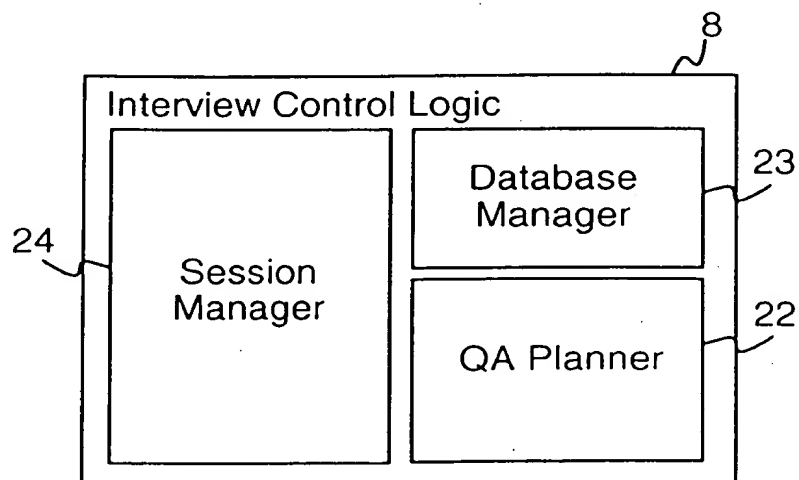 8
Interview Control Logic
Database
Manager
23
24
Session
Manager
22
QA Planner